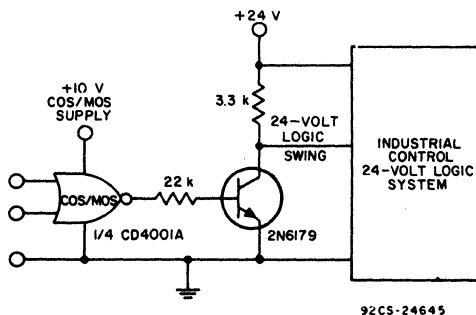 +24 V
+10 V
COS/MOS
SUPPLY
3.3 k
24-VOLT
LOGIC
SWING
INDUSTRIAL
CONTROL
24-VOLT LOGIC
SYSTEM
COS/MOS
22 k
1/4 CD4001A
2N6179
92CS-24645